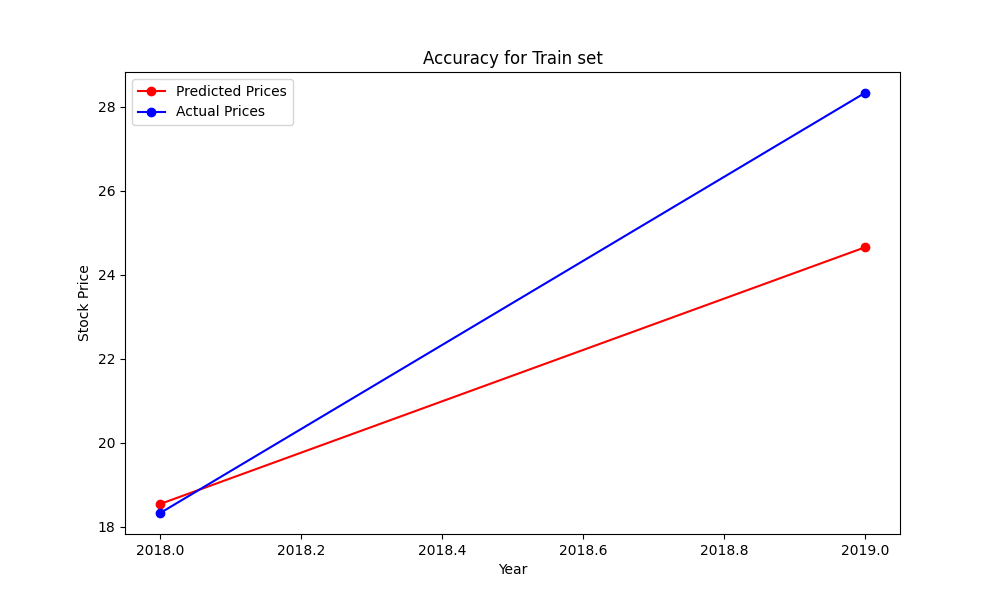 Accuracy for Train set
Predicted Prices
Actual Prices
28
26
24
22
20
18
Stock Price
2018.0 2018.2 2018.4 2018.6 2018.8 2019.0
Year